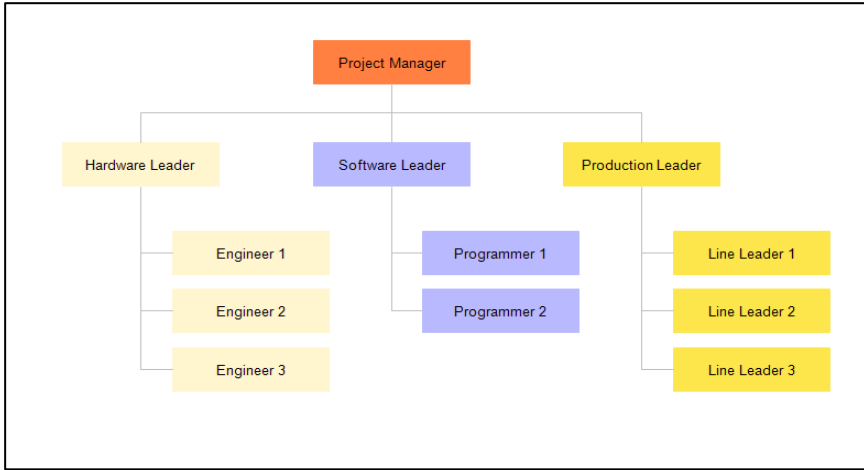 Project Manager
Hardware Leader
Software Leader
Production Leader
Engineer 1
Programmer 1
Line Leader 1
Engineer 2
Programmer 2
Line Leader 2
Engineer 3
Line Leader 3